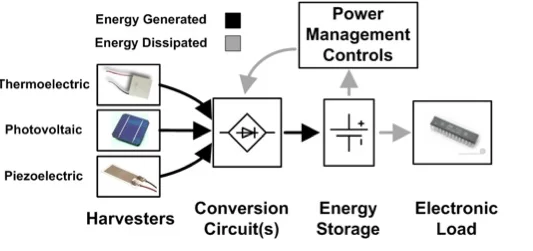 Energy Generated
Energy Dissipated
Power
Management
Controls
Thermoelectric
Photovoltaic
Piezoelectric
+
-
Harvesters
Conversion
Circuit(s)
Energy
Storage
Electronic
Load